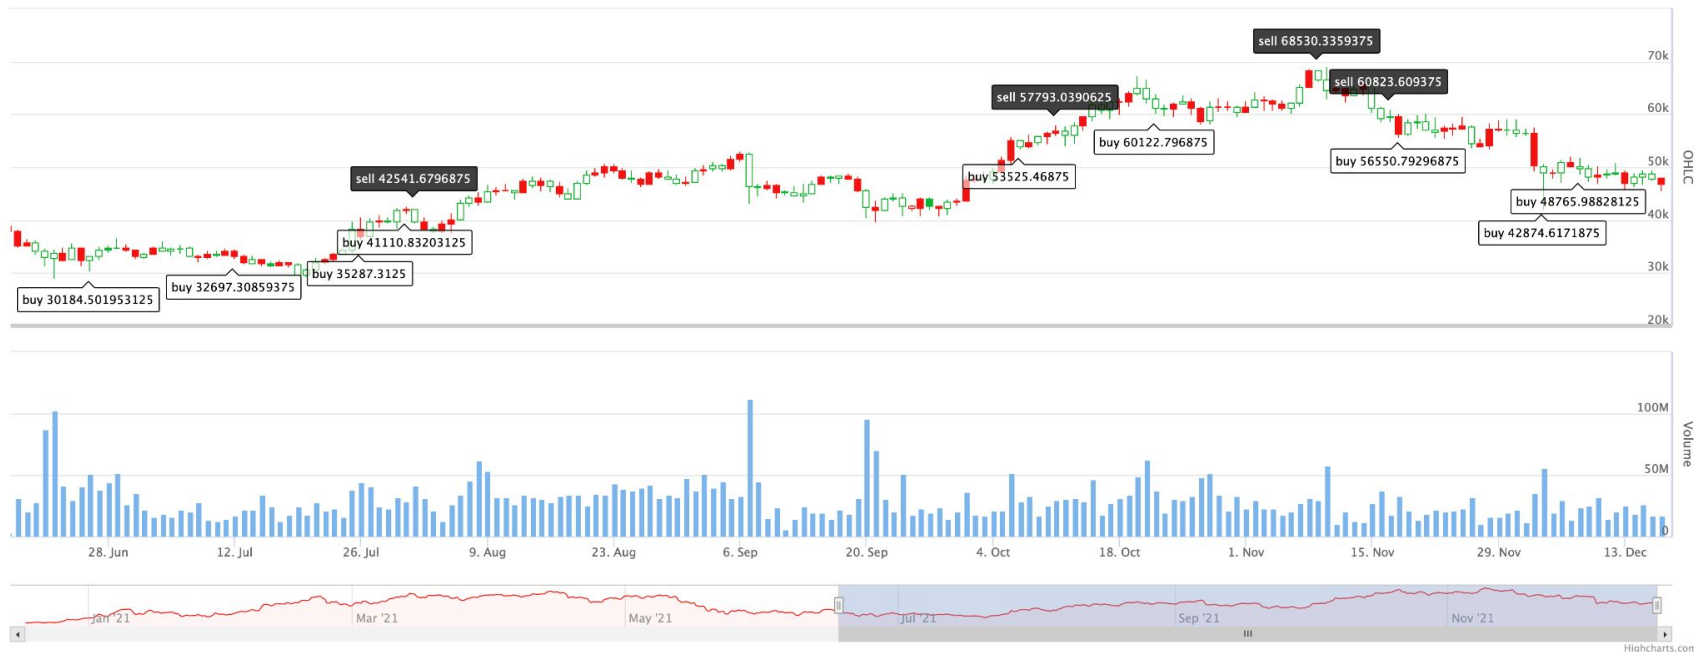 sell 68530.3359375
70k
sell 60823.609375
sell 57793.0390625
60k
buy 60122.796875
buy 56550.79296875
50k
OHLC
sell 42541.6796875
buy 53525.46875
buy 48765.98828125
40k
buy 42874.6171875
buy 41110.83203125
30k
buy 35287.3125
buy 32697.30859375
buy 30184.501953125
20k
100M
Volume
50M
0
28. Jun
12. Jul
26. Jul
9. Aug
23. Aug
6. Sep
20. Sep
4. Oct
18. Oct
1. Nov
15. Nov
29. Nov
13. Dec
Jan '21
Mar '21
May '21
Jul '21
Sep '21
Nov '21
Highcharts.com